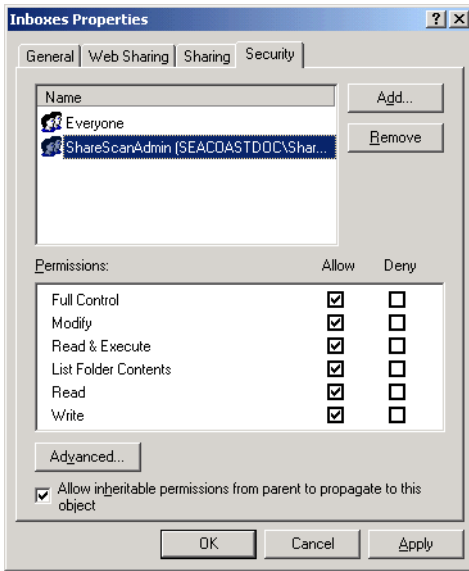 Inboxes Properties
? ×
General Web Sharing Sharing Security
Name
Everyone
ShareScanAdmin (SEACOASTDOC\Shar...
Add...
Remove
Permissions: Allow Deny
Full Control
Modify
Read & Execute
List Folder Contents
Read
Write
Advanced...
Allow inheritable permissions from parent to propagate to this
object
OK Cancel Apply